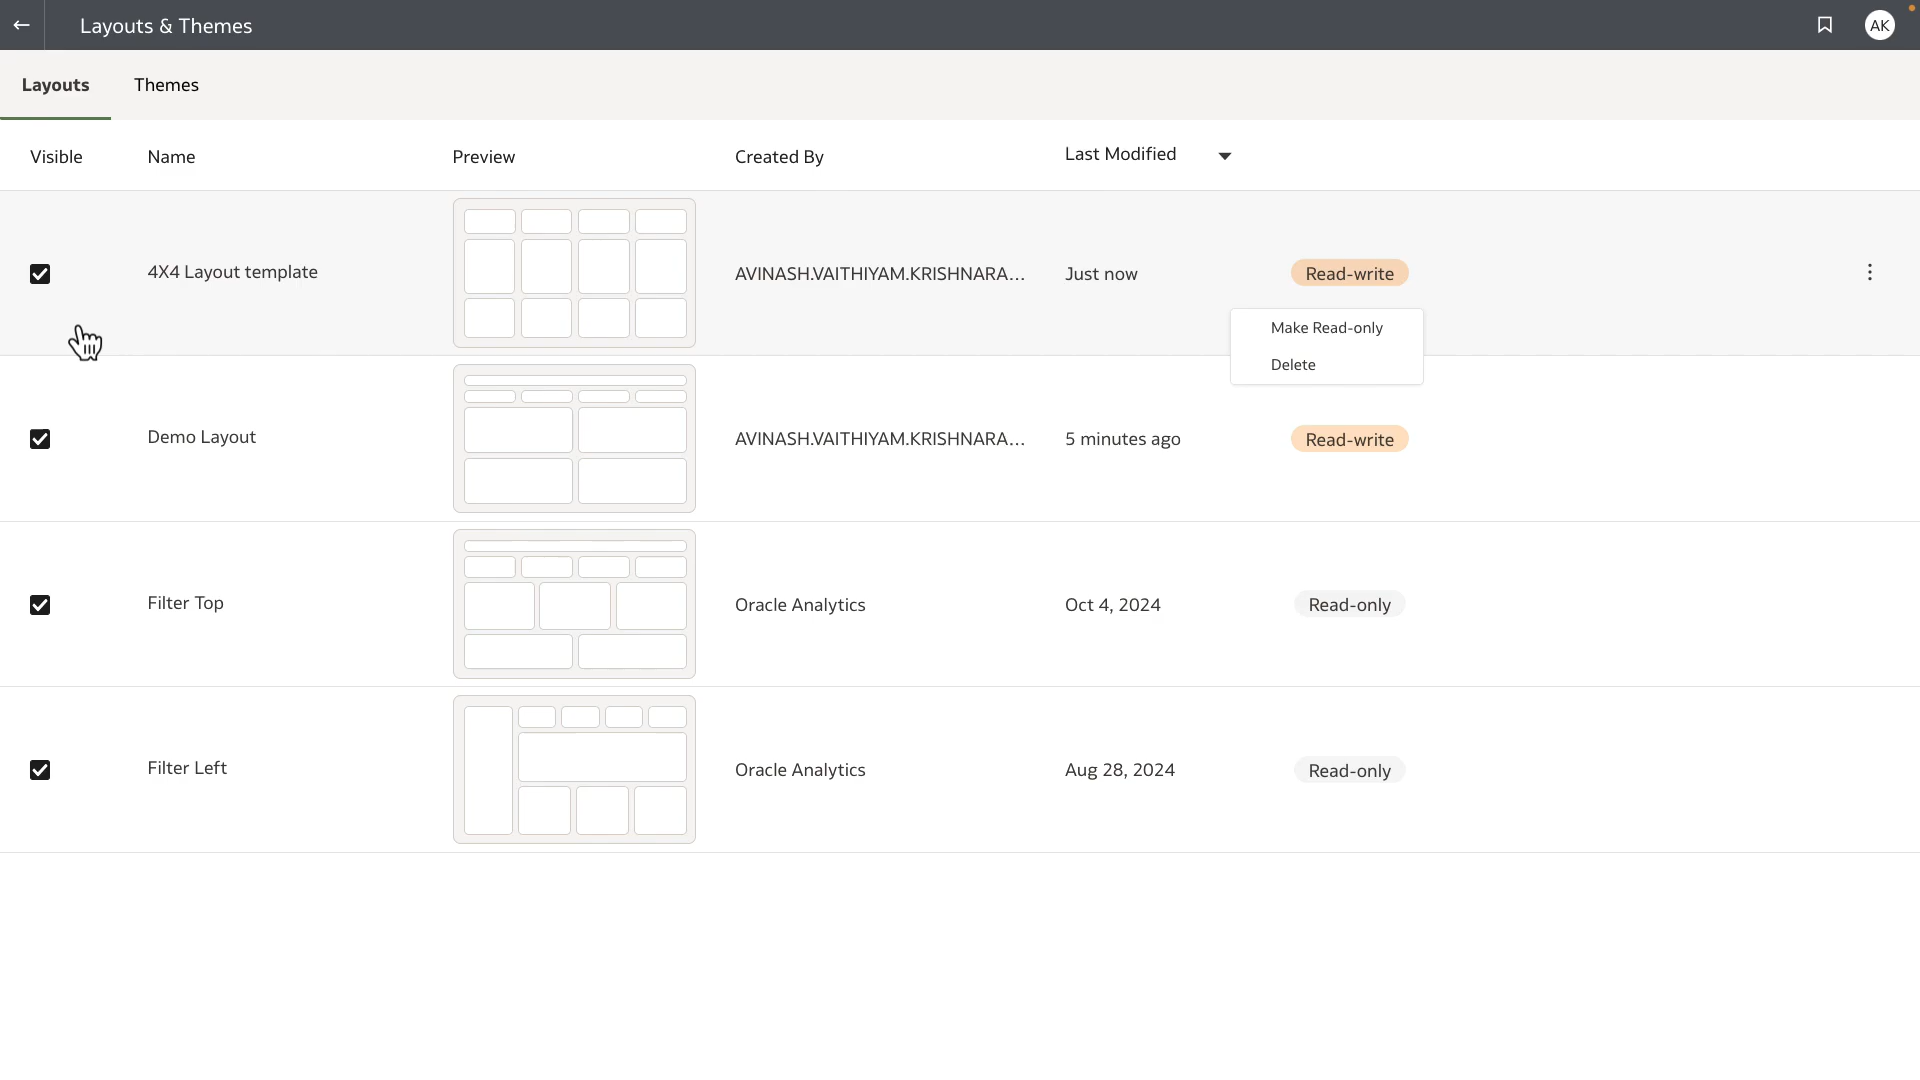 Layouts & Themes
AK
Layouts
Themes
Visible
Name
Preview
Created By
Last Modified
4X4 Layout template
AVINASH.VAITHIYAM.KRISHNARA...
Just now
Read-write
Make Read-only
Delete
Demo Layout
AVINASH.VAITHIYAM.KRISHNARA...
5 minutes ago
Read-write
Filter Top
Oracle Analytics
Oct 4, 2024
Read-only
Filter Left
Oracle Analytics
Aug 28, 2024
Read-only